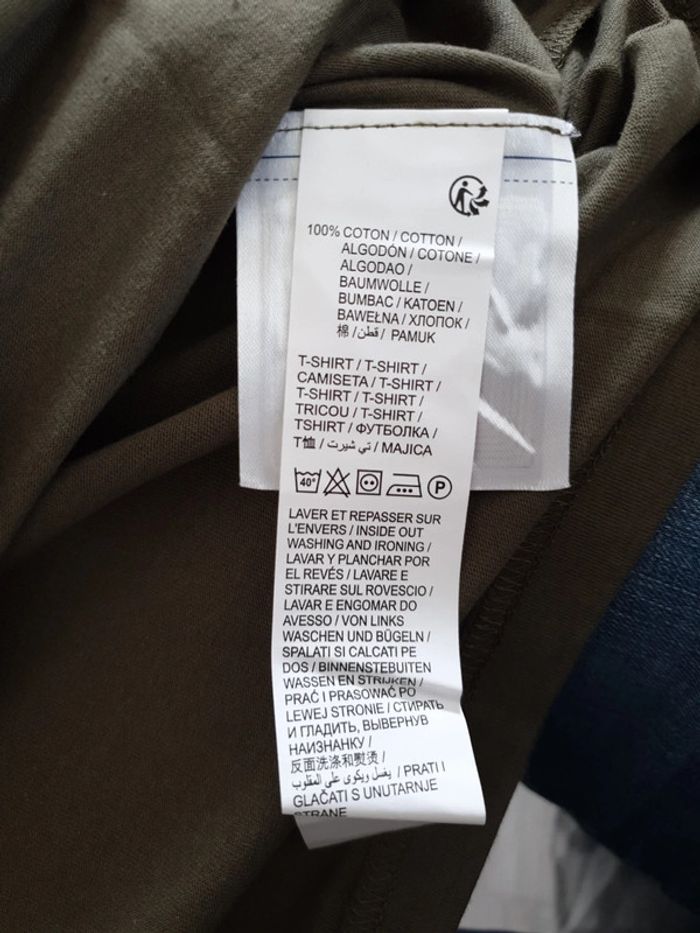 100% COTON / COTTON /
ALGODÓN / COTONE /
ALGODAO /
BAUMWOLLE /
BUMBAC / KATOEN /
BAWEŁNA / ХЛОПОК /
棉 / قطن / PAMUK
T-SHIRT / T-SHIRT /
CAMISETA / T-SHIRT /
T-SHIRT / T-SHIRT /
TRICOU / T-SHIRT /
TSHIRT / ФУТБОЛКА /
T恤 / تي شيرت / MAJICA
40° P
LAVER ET REPASSER SUR
L'ENVERS / INSIDE OUT
WASHING AND IRONING /
LAVAR Y PLANCHAR POR
EL REVÉS / LAVARE E
STIRARE SUL ROVESCIO /
LAVAR E ENGOMAR DO
AVESSO / VON LINKS
WASCHEN UND BÜGELN /
SPALATI SI CALCATI PE
DOS / BINNENSTEBUITEN
WASSEN EN STRIJKEN /
PRAĆ I PRASOWAĆ PO
LEWEJ STRONIE / СТИРАТЬ
И ГЛАДИТЬ, ВЫВЕРНУВ
НАИЗНАНКУ /
反面洗涤和熨烫 /
يغسل ويكوى على المقلوب / PRATI I
GLAČATI S UNUTARNJE
STRANE